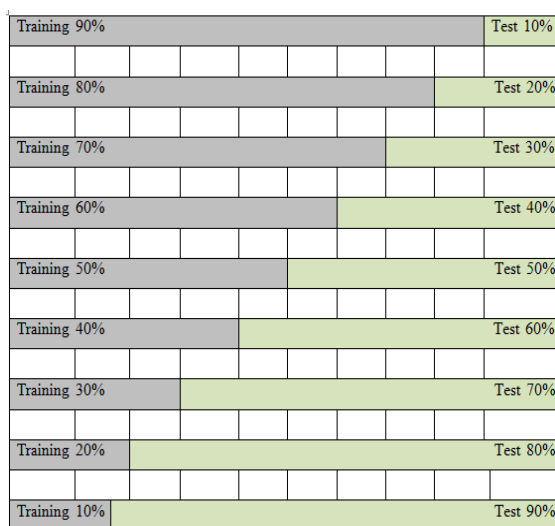 Training 90% Test 10%
Training 80% Test 20%
Training 70% Test 30%
Training 60% Test 40%
Training 50% Test 50%
Training 40% Test 60%
Training 30% Test 70%
Training 20% Test 80%
Training 10% Test 90%